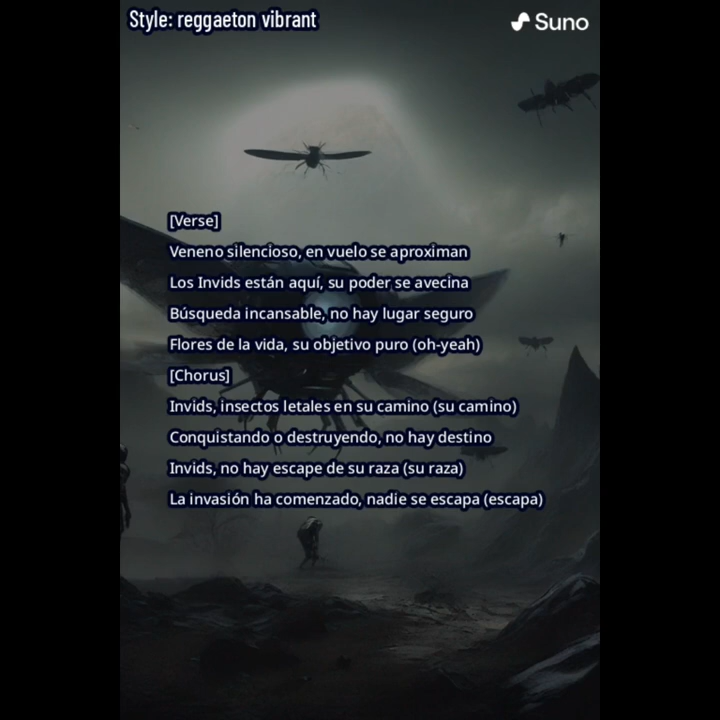 Style: reggaeton vibrant
Suno
[Verse]
Veneno silencioso, en vuelo se aproximan
Los Invids están aquí, su poder se avecina
Búsqueda incansable, no hay lugar seguro
Flores de la vida, su objetivo puro (oh-yeah)
[Chorus]
Invids, insectos letales en su camino (su camino)
Conquistando o destruyendo, no hay destino
Invids, no hay escape de su raza (su raza)
La invasión ha comenzado, nadie se escapa (escapa)